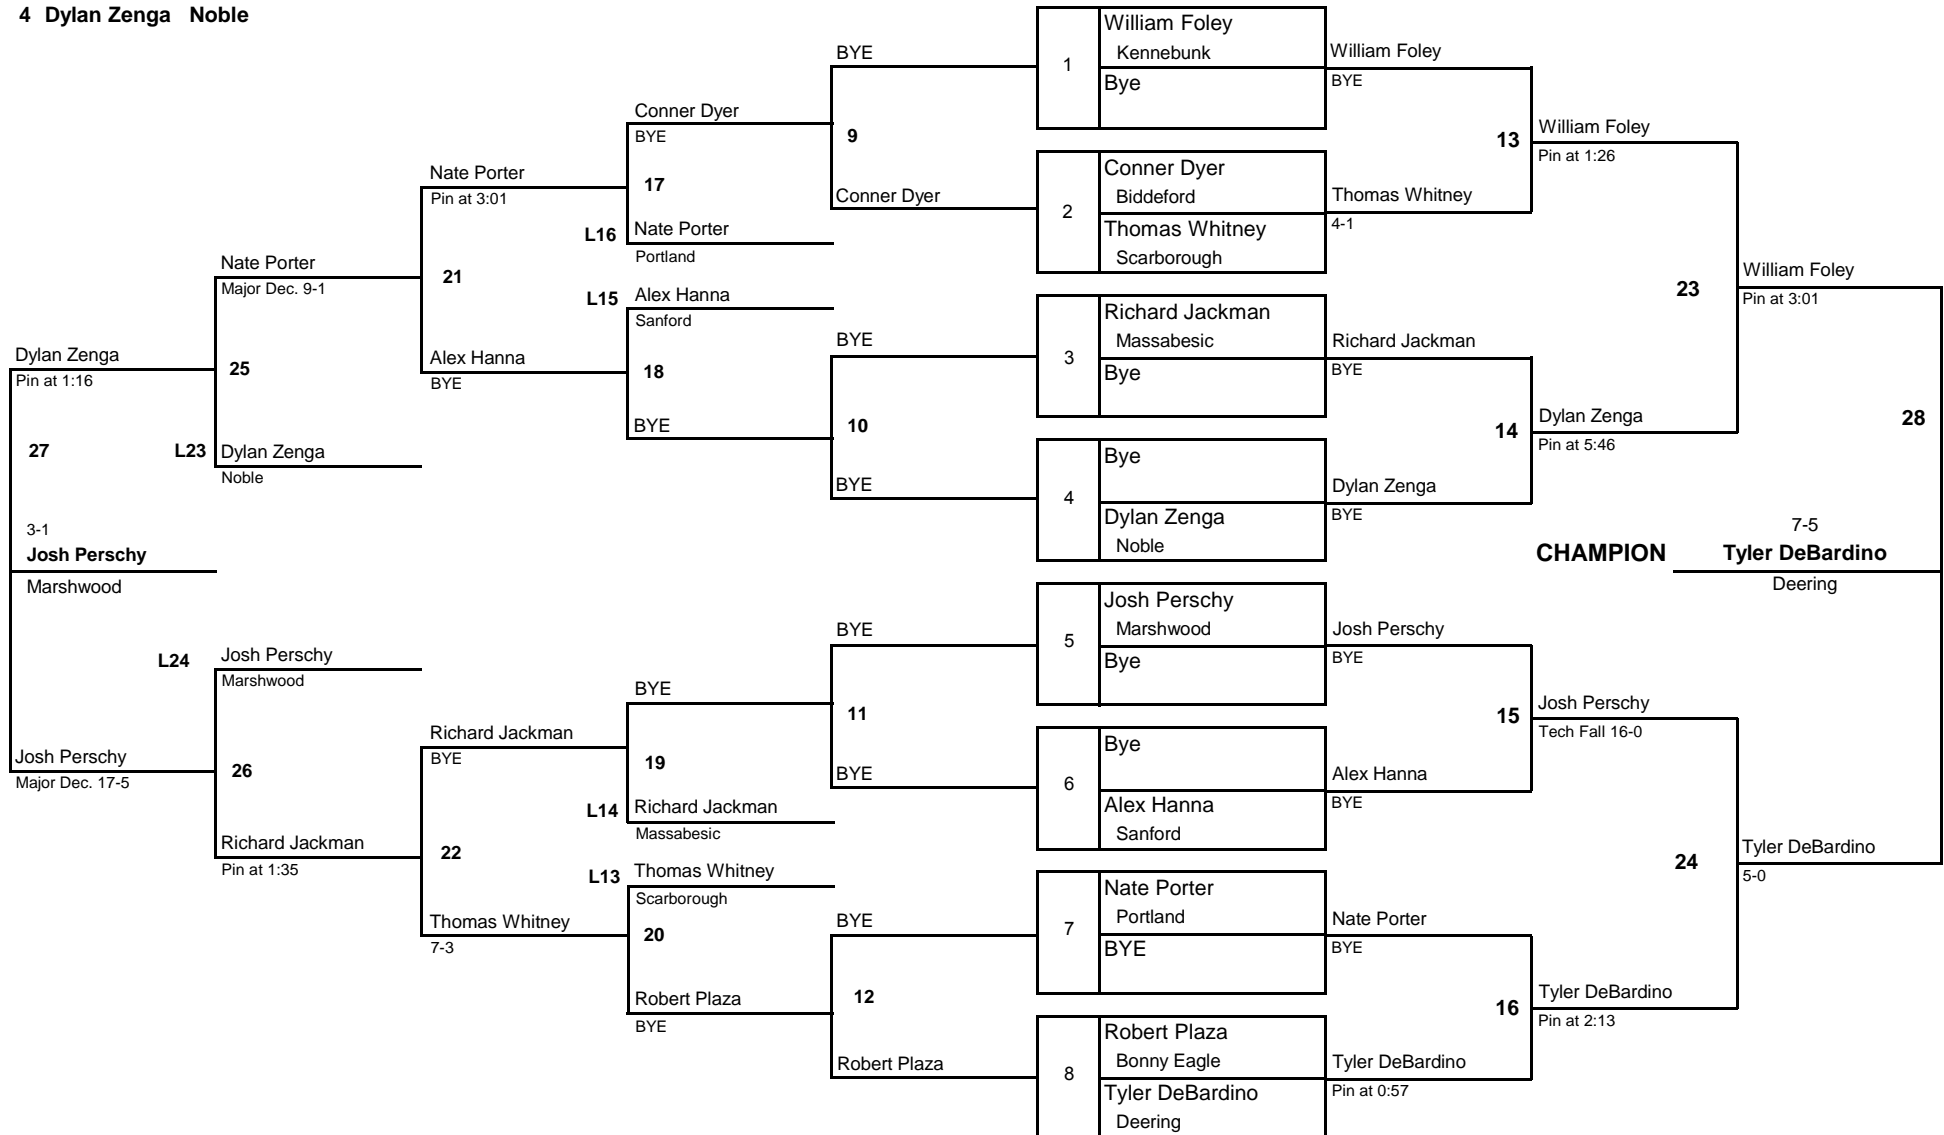 4 Dylan Zenga Noble
Dylan Zenga
Pin at 1:16
27
3-1
Josh Perschy
Marshwood
Josh Perschy
Major Dec. 17-5
Nate Porter
Major Dec. 9-1
25
L23 Dylan Zenga
Noble
L24 Josh Perschy
Marshwood
26
Richard Jackman
Pin at 1:35
Nate Porter
Pin at 3:01
21
Alex Hanna
BYE
Richard Jackman
BYE
22
Thomas Whitney
7-3
Conner Dyer
BYE
17
L16 Nate Porter
Portland
L15 Alex Hanna
Sanford
18
BYE
BYE
19
L14 Richard Jackman
Massabesic
L13 Thomas Whitney
Scarborough
20
Robert Plaza
BYE
BYE
9
Conner Dyer
BYE
10
BYE
BYE
11
BYE
BYE
12
Robert Plaza
1
William Foley
Kennebunk
Bye
2
Conner Dyer
Biddeford
Thomas Whitney
Scarborough
3
Richard Jackman
Massabesic
Bye
4
Bye
Dylan Zenga
Noble
5
Josh Perschy
Marshwood
Bye
6
Bye
Alex Hanna
Sanford
7
Nate Porter
Portland
BYE
8
Robert Plaza
Bonny Eagle
Tyler DeBardino
Deering
William Foley
BYE
13
Thomas Whitney
4-1
Richard Jackman
BYE
14
Dylan Zenga
BYE
Josh Perschy
BYE
15
Alex Hanna
BYE
Nate Porter
BYE
16
Tyler DeBardino
Pin at 0:57
William Foley
Pin at 1:26
23
Dylan Zenga
Pin at 5:46
Josh Perschy
Tech Fall 16-0
24
Tyler DeBardino
Pin at 2:13
William Foley
Pin at 3:01
28
7-5
CHAMPION Tyler DeBardino
Deering
Tyler DeBardino
5-0